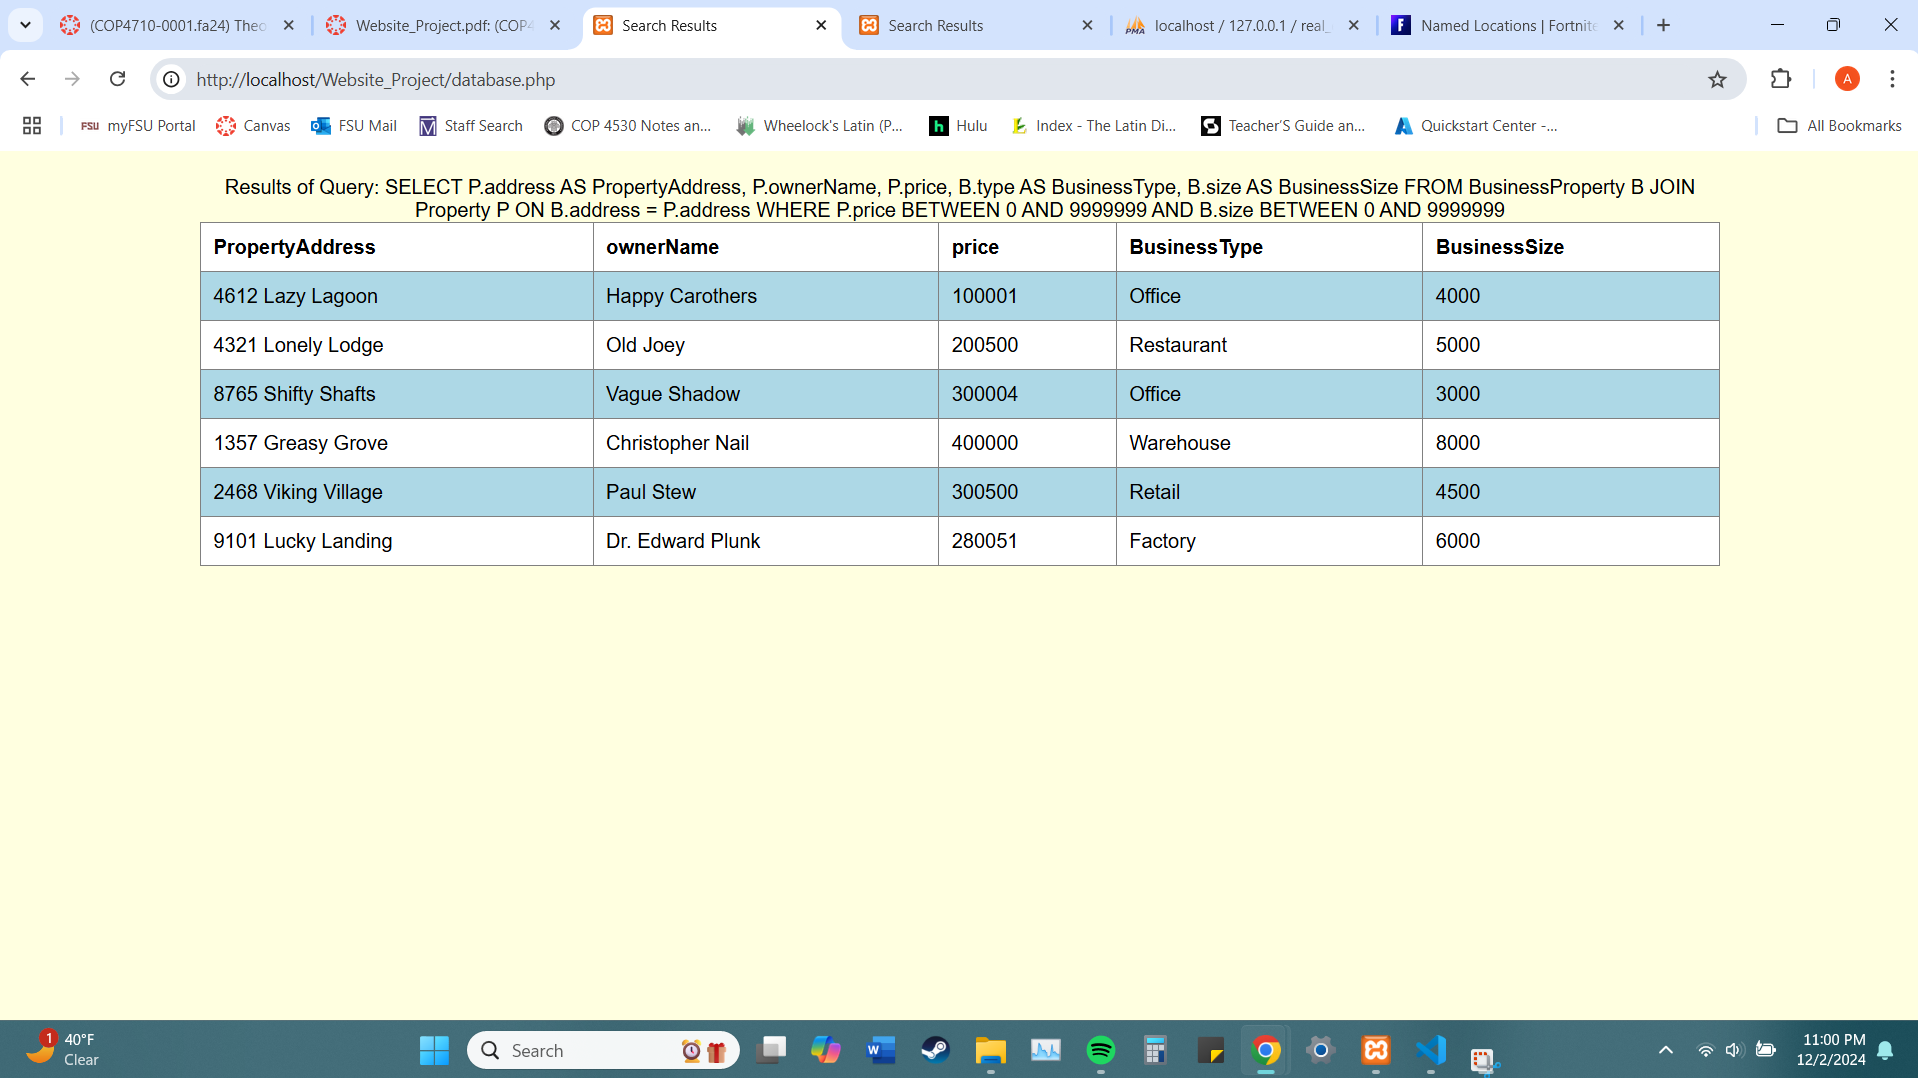 (COP4710-0001.fa24) Theo
Website_Project.pdf: (COP4
Search Results
Search Results
localhost / 127.0.0.1 / real_
Named Locations | Fortnite
http://localhost/Website_Project/database.php
A
FSU myFSU Portal
Canvas
FSU Mail
Staff Search
COP 4530 Notes an...
Wheelock's Latin (P...
Hulu
Index - The Latin Di...
Teacher'S Guide an...
Quickstart Center -...
All Bookmarks
Results of Query: SELECT P.address AS PropertyAddress, P.ownerName, P.price, B.type AS BusinessType, B.size AS BusinessSize FROM BusinessProperty B JOIN
Property P ON B.address = P.address WHERE P.price BETWEEN 0 AND 9999999 AND B.size BETWEEN 0 AND 9999999
PropertyAddress ownerName price BusinessType BusinessSize
4612 Lazy Lagoon Happy Carothers 100001 Office 4000
4321 Lonely Lodge Old Joey 200500 Restaurant 5000
8765 Shifty Shafts Vague Shadow 300004 Office 3000
1357 Greasy Grove Christopher Nail 400000 Warehouse 8000
2468 Viking Village Paul Stew 300500 Retail 4500
9101 Lucky Landing Dr. Edward Plunk 280051 Factory 6000
1
40°F
Clear
Search
11:00 PM
12/2/2024